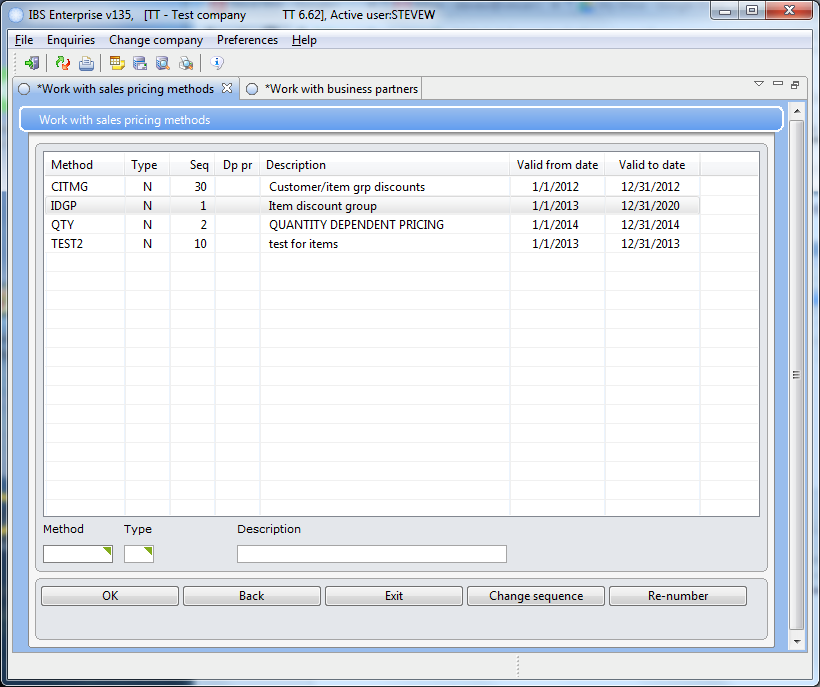 IBS Enterprise v135, [TT - Test company TT 6.62], Active user:STEVEW
File Enquiries Change company Preferences Help
*Work with sales pricing methods *Work with business partners
Work with sales pricing methods
Method Type Seq Dp pr Description Valid from date Valid to date
CITMG N 30 Customer/item grp discounts 1/1/2012 12/31/2012
IDGP N 1 Item discount group 1/1/2013 12/31/2020
QTY N 2 QUANTITY DEPENDENT PRICING 1/1/2014 12/31/2014
TEST2 N 10 test for items 1/1/2013 12/31/2013
Method Type Description
OK Back Exit Change sequence Re-number